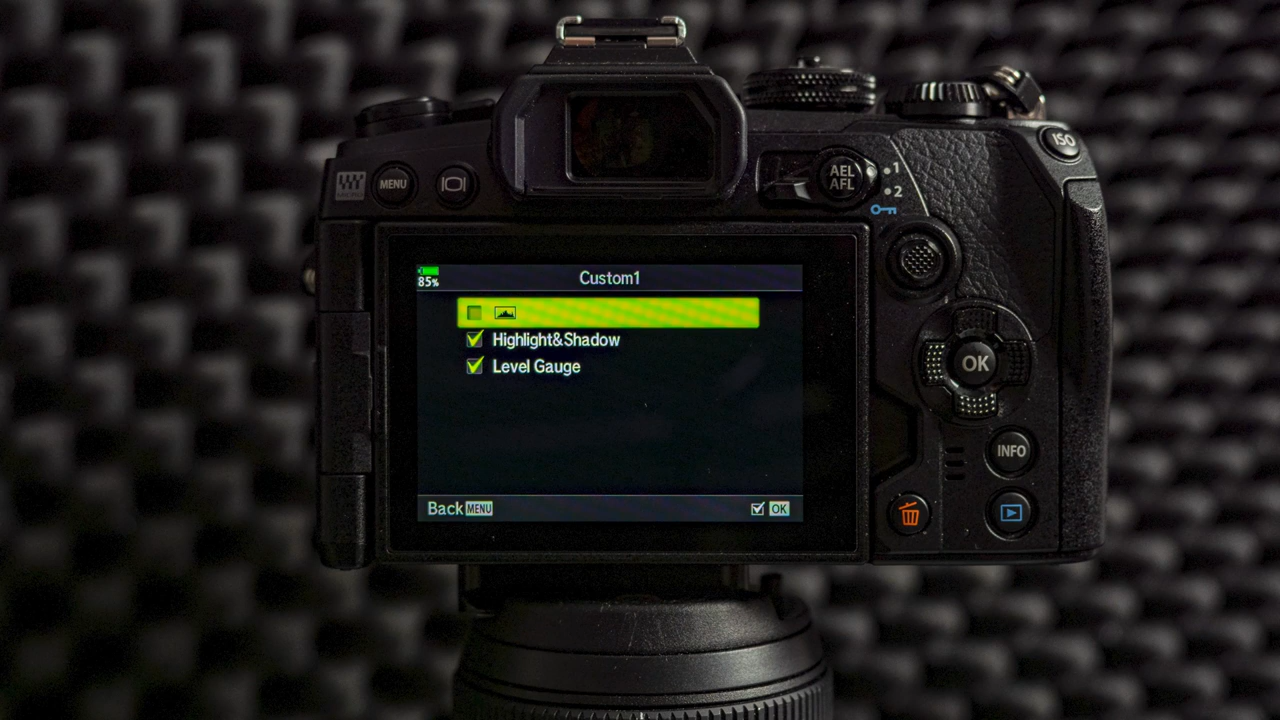 ISO
MENU
AEL
AFL
1
2
85%
Custom1
Highlight&Shadow
Level Gauge
OK
INFO
Back MENU
OK